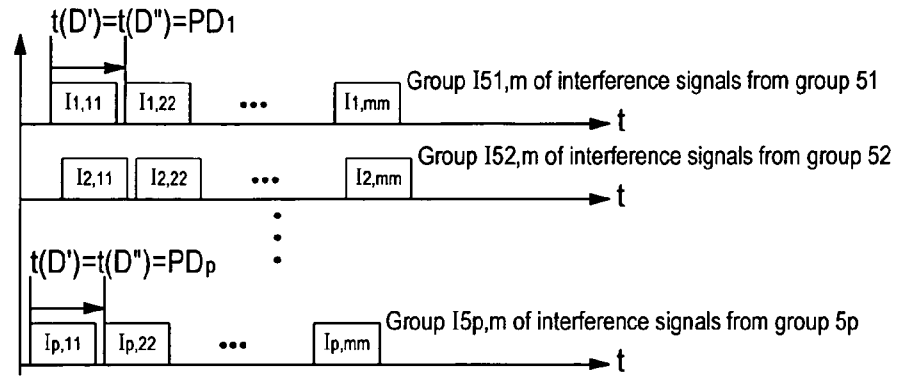 t(D')=t(D")=PD1
I1,11 I1,22 ••• I1,mm
Group I51,m of interference signals from group 51
t
I2,11 I2,22 ••• I2,mm
Group I52,m of interference signals from group 52
t
t(D')=t(D")=PDp
Ip,11 Ip,22 ••• Ip,mm
Group I5p,m of interference signals from group 5p
t